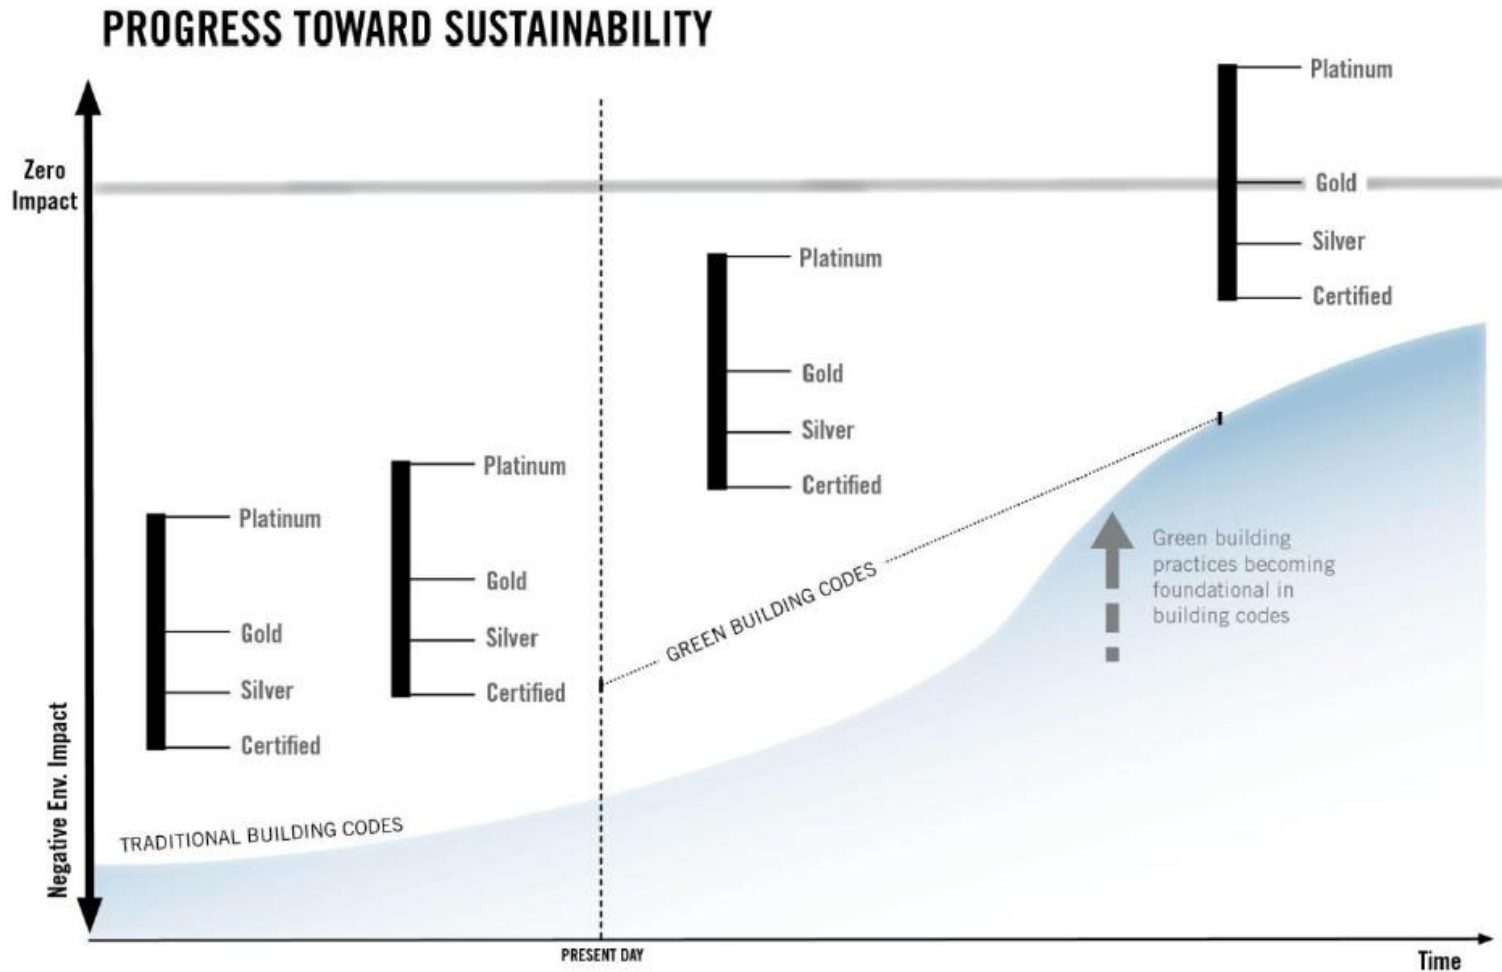 PROGRESS TOWARD SUSTAINABILITY
Zero
Impact
Negative Env. Impact
Platinum
Gold
Silver
Certified
Platinum
Gold
Silver
Certified
Platinum
Gold
Silver
Certified
Platinum
Gold
Silver
Certified
TRADITIONAL BUILDING CODES
GREEN BUILDING CODES
Green building
practices becoming
foundational in
building codes
PRESENT DAY
Time